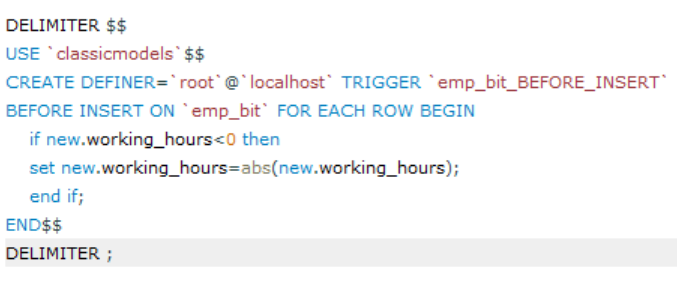 DELIMITER $$
USE `classicmodels`$$
CREATE DEFINER=`root`@`localhost` TRIGGER `emp_bit_BEFORE_INSERT`
BEFORE INSERT ON `emp_bit` FOR EACH ROW BEGIN
if new.working_hours<0 then
set new.working_hours=abs(new.working_hours);
end if;
END$$
DELIMITER ;